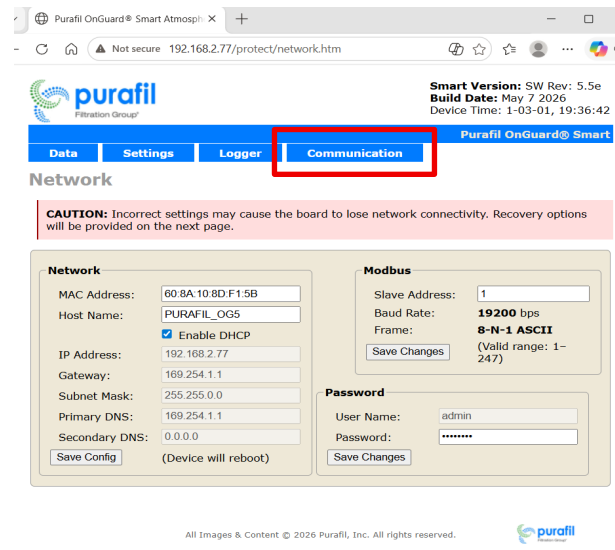 Purafil OnGuard® Smart Atmosph
Not secure 192.168.2.77/protect/network.htm
purafil
Filtration Group
Smart Version: SW Rev: 5.5e
Build Date: May 7 2026
Device Time: 1-03-01, 19:36:42
Purafil OnGuard® Smart
Data Settings Logger Communication
Network
CAUTION: Incorrect settings may cause the board to lose network connectivity. Recovery options
will be provided on the next page.
Network
MAC Address: 60:8A:10:8D:F1:5B
Host Name: PURAFIL_OG5
Enable DHCP
IP Address: 192.168.2.77
Gateway: 169.254.1.1
Subnet Mask: 255.255.0.0
Primary DNS: 169.254.1.1
Secondary DNS: 0.0.0.0
Save Config (Device will reboot)
Modbus
Slave Address: 1
Baud Rate: 19200 bps
Frame: 8-N-1 ASCII
Save Changes (Valid range: 1–
247)
Password
User Name: admin
Password: ••••••••
Save Changes
All Images & Content © 2026 Purafil, Inc. All rights reserved.
purafil